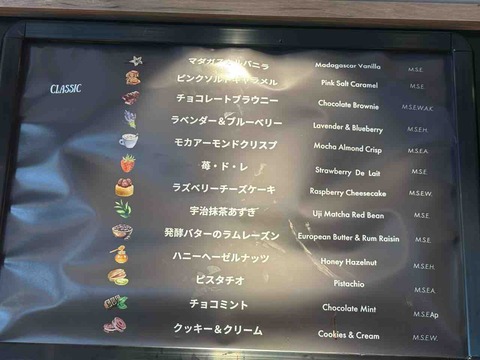 CLASSIC
マダガスカルバニラ Madagascar Vanilla M.S.E.
ピンクソルトキャラメル Pink Salt Caramel M.S.E.
チョコレートブラウニー Chocolate Brownie M.S.E.W.A.K
ラベンダー＆ブルーベリー Lavender & Blueberry M.S.E.H.
モカアーモンドクリスプ Mocha Almond Crisp M.S.E.A.
苺・ド・レ Strawberry De Lait M.S.E.
ラズベリーチーズケーキ Raspberry Cheesecake M.S.E.W.
宇治抹茶あずき Uji Matcha Red Bean M.S.E.
発酵バターのラムレーズン European Butter & Rum Raisin M.S.E.
ハニーヘーゼルナッツ Honey Hazelnut M.S.E.H.
ピスタチオ Pistachio M.S.E.A.
チョコミント Chocolate Mint M.S.E.Ap
クッキー＆クリーム Cookies & Cream M.S.E.W.